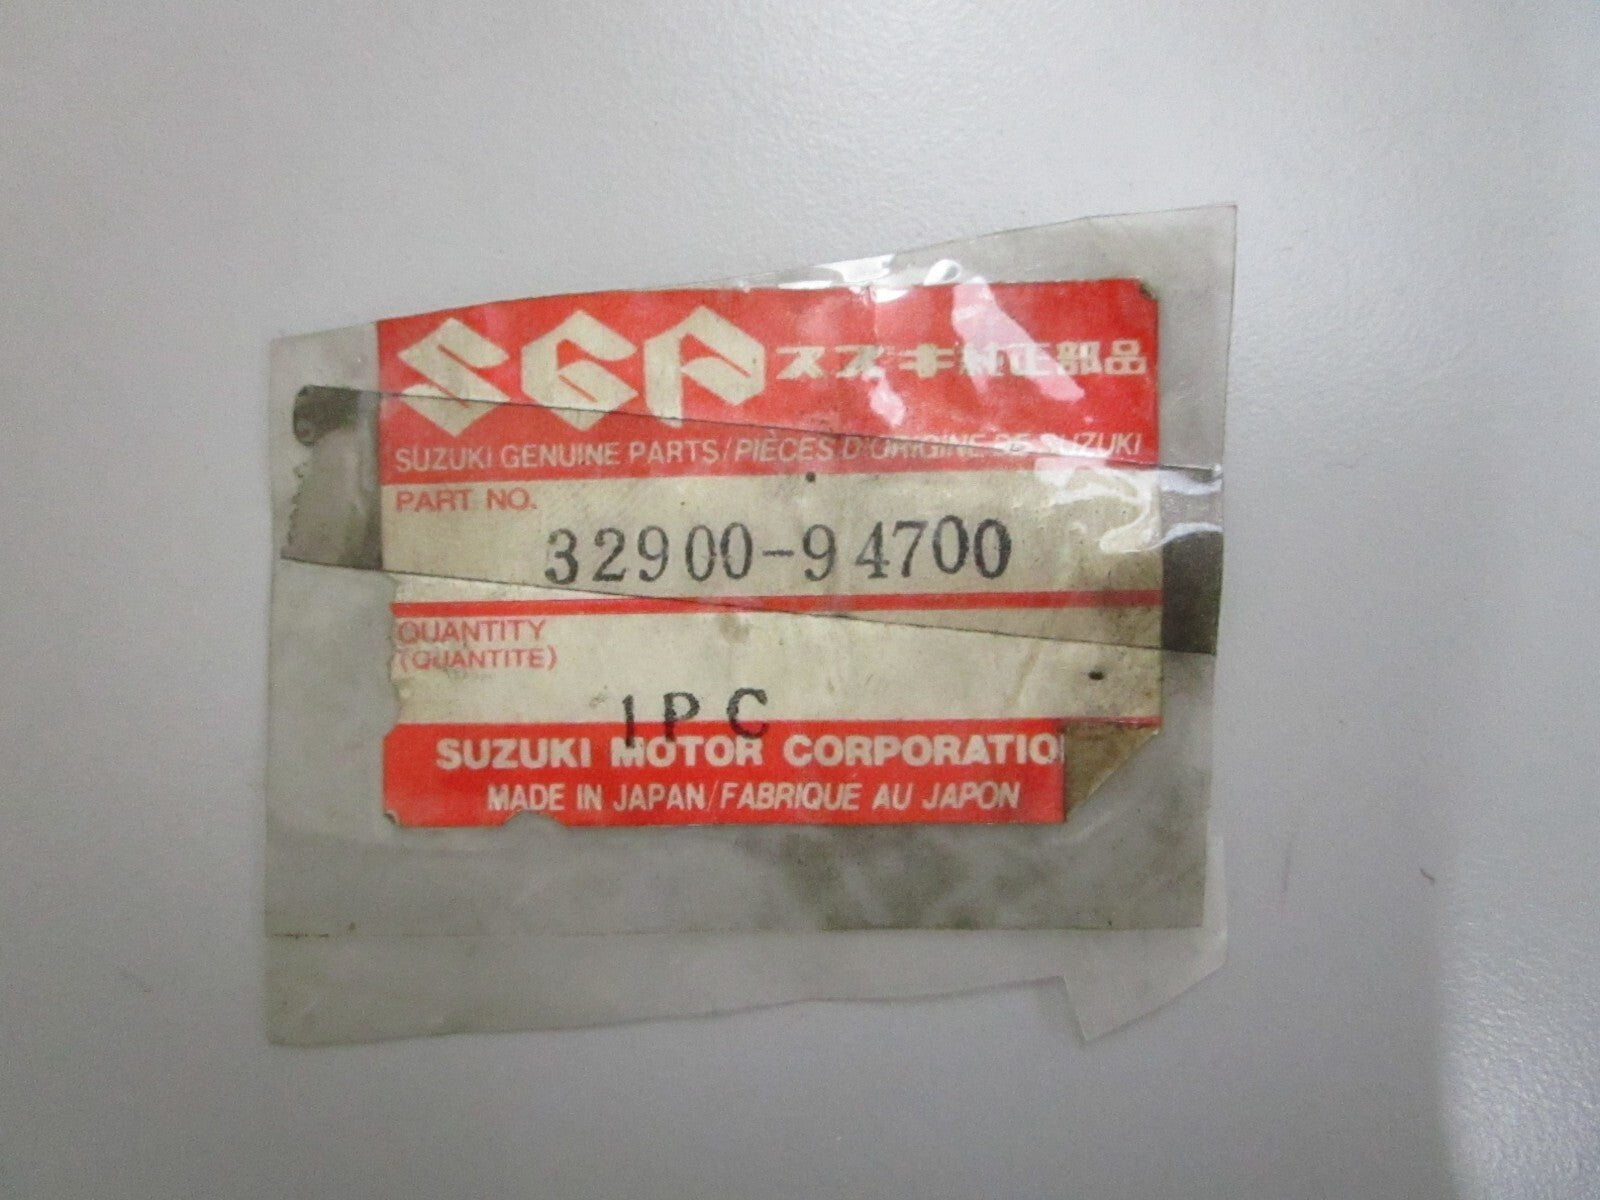 SGP スズキ純正部品
SUZUKI GENUINE PARTS/PIÈCES D'ORIGINE DE SUZUKI
PART NO.
32900-94700
QUANTITY
(QUANTITE)
1PC
SUZUKI MOTOR CORPORATIO
MADE IN JAPAN/FABRIQUÉ AU JAPON